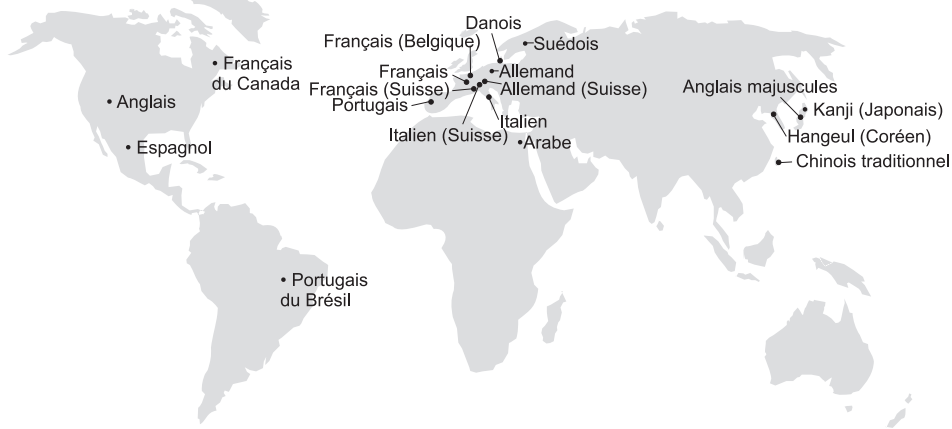 Danois
Français (Belgique)
Suédois
Français
du Canada
Français
Allemand
Français (Suisse)
Allemand (Suisse)
Anglais majuscules
Anglais
Portugais
Kanji (Japonais)
Italien
Italien (Suisse)
Hangeul (Coréen)
Espagnol
Arabe
Chinois traditionnel
Portugais
du Brésil